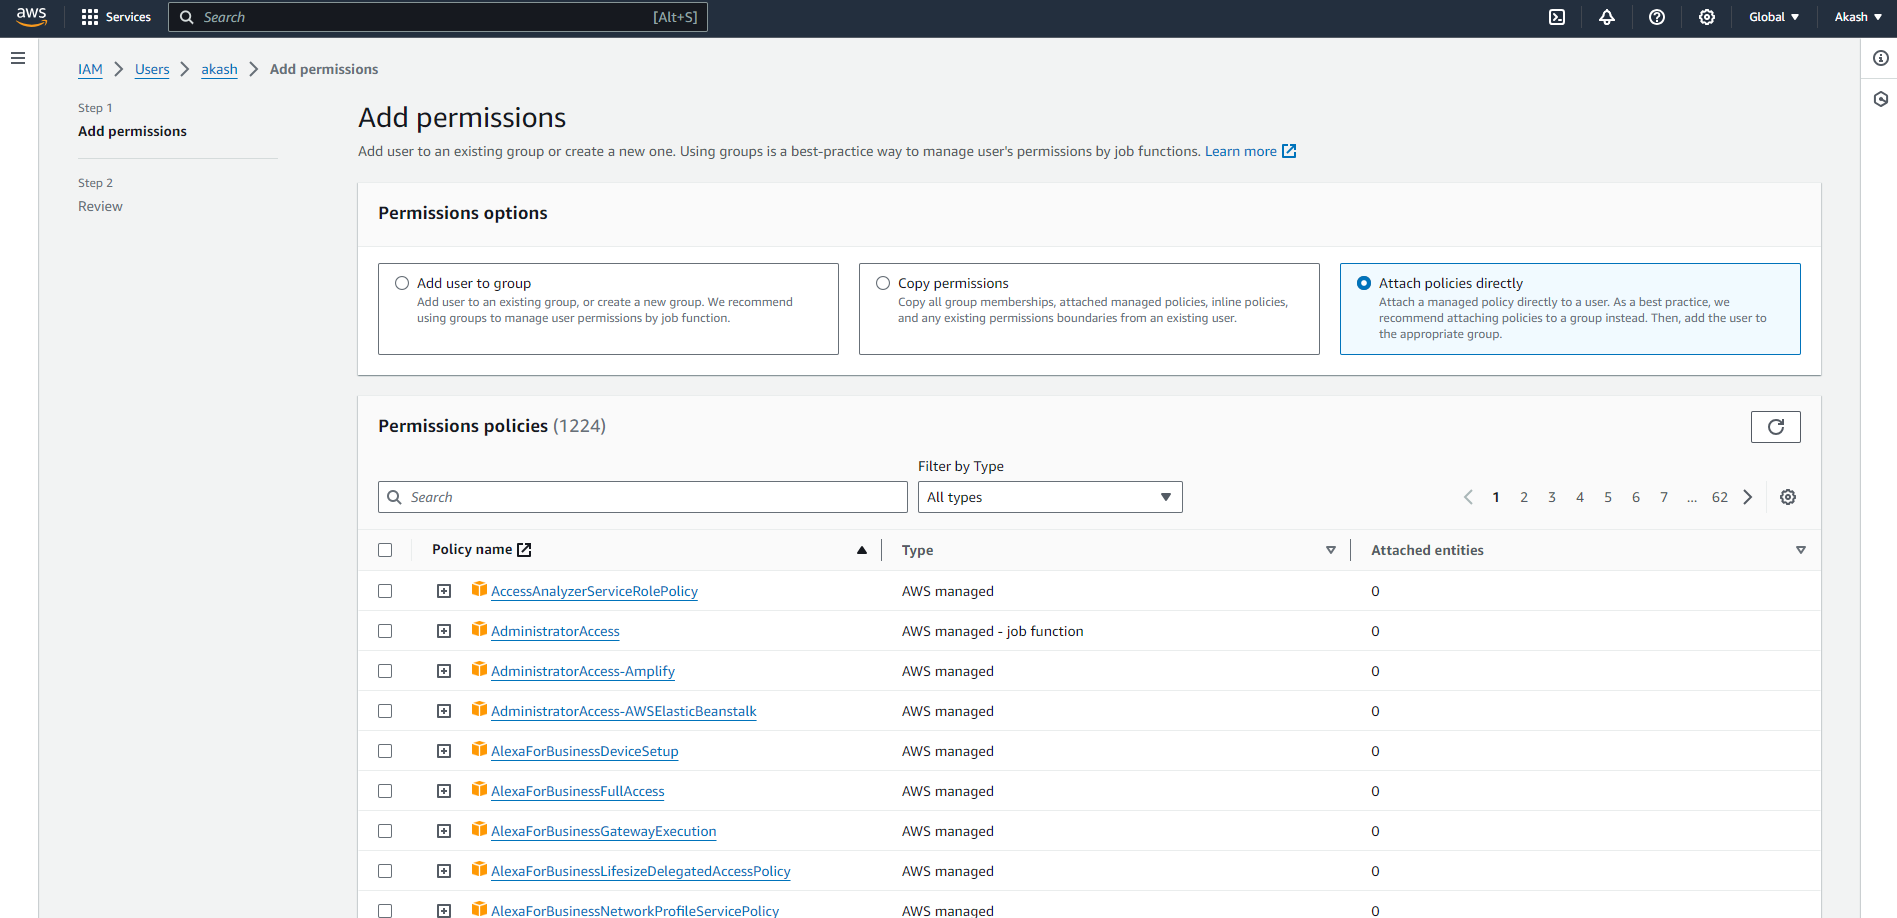 aws Services Search [Alt+S] Global Akash
IAM Users akash Add permissions
Step 1
Add permissions
Step 2
Review
Add permissions
Add user to an existing group or create a new one. Using groups is a best-practice way to manage user's permissions by job functions. Learn more
Permissions options
Add user to group
Add user to an existing group, or create a new group. We recommend
using groups to manage user permissions by job function.
Copy permissions
Copy all group memberships, attached managed policies, inline policies,
and any existing permissions boundaries from an existing user.
Attach policies directly
Attach a managed policy directly to a user. As a best practice, we
recommend attaching policies to a group instead. Then, add the user to
the appropriate group.
Permissions policies (1224)
Filter by Type
Search All types 1 2 3 4 5 6 7 ... 62
Policy name Type Attached entities
AccessAnalyzerServiceRolePolicy AWS managed 0
AdministratorAccess AWS managed - job function 0
AdministratorAccess-Amplify AWS managed 0
AdministratorAccess-AWSElasticBeanstalk AWS managed 0
AlexaForBusinessDeviceSetup AWS managed 0
AlexaForBusinessFullAccess AWS managed 0
AlexaForBusinessGatewayExecution AWS managed 0
AlexaForBusinessLifesizeDelegatedAccessPolicy AWS managed 0
AlexaForBusinessNetworkProfileServicePolicy AWS managed 0